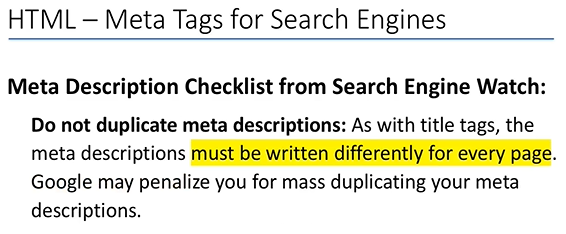 HTML – Meta Tags for Search Engines
Meta Description Checklist from Search Engine Watch:
Do not duplicate meta descriptions: As with title tags, the
meta descriptions must be written differently for every page.
Google may penalize you for mass duplicating your meta
descriptions.